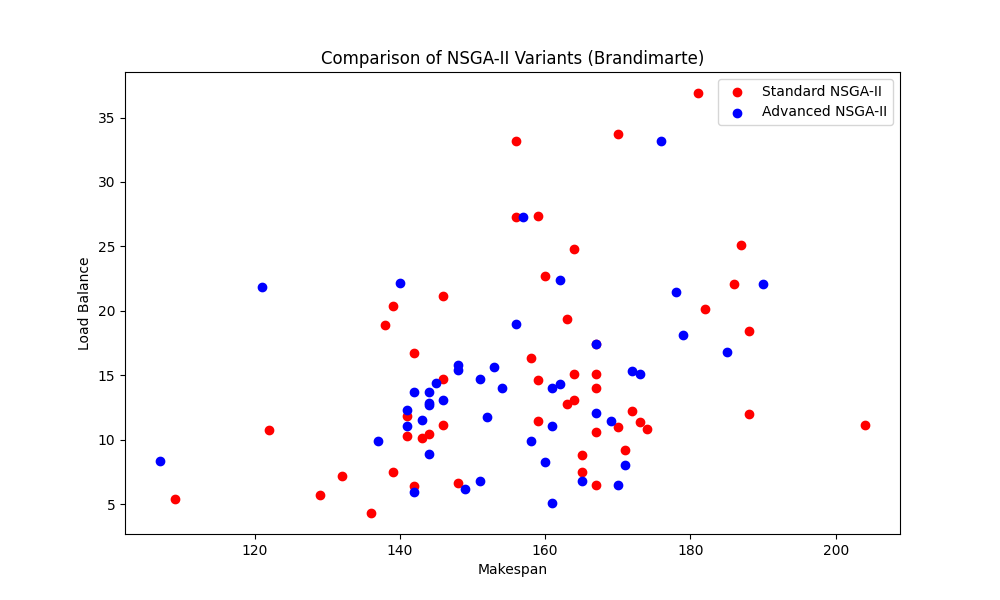 Comparison of NSGA-II Variants (Brandimarte)
Standard NSGA-II
Advanced NSGA-II
Load Balance
35
30
25
20
15
10
5
120 140 160 180 200
Makespan